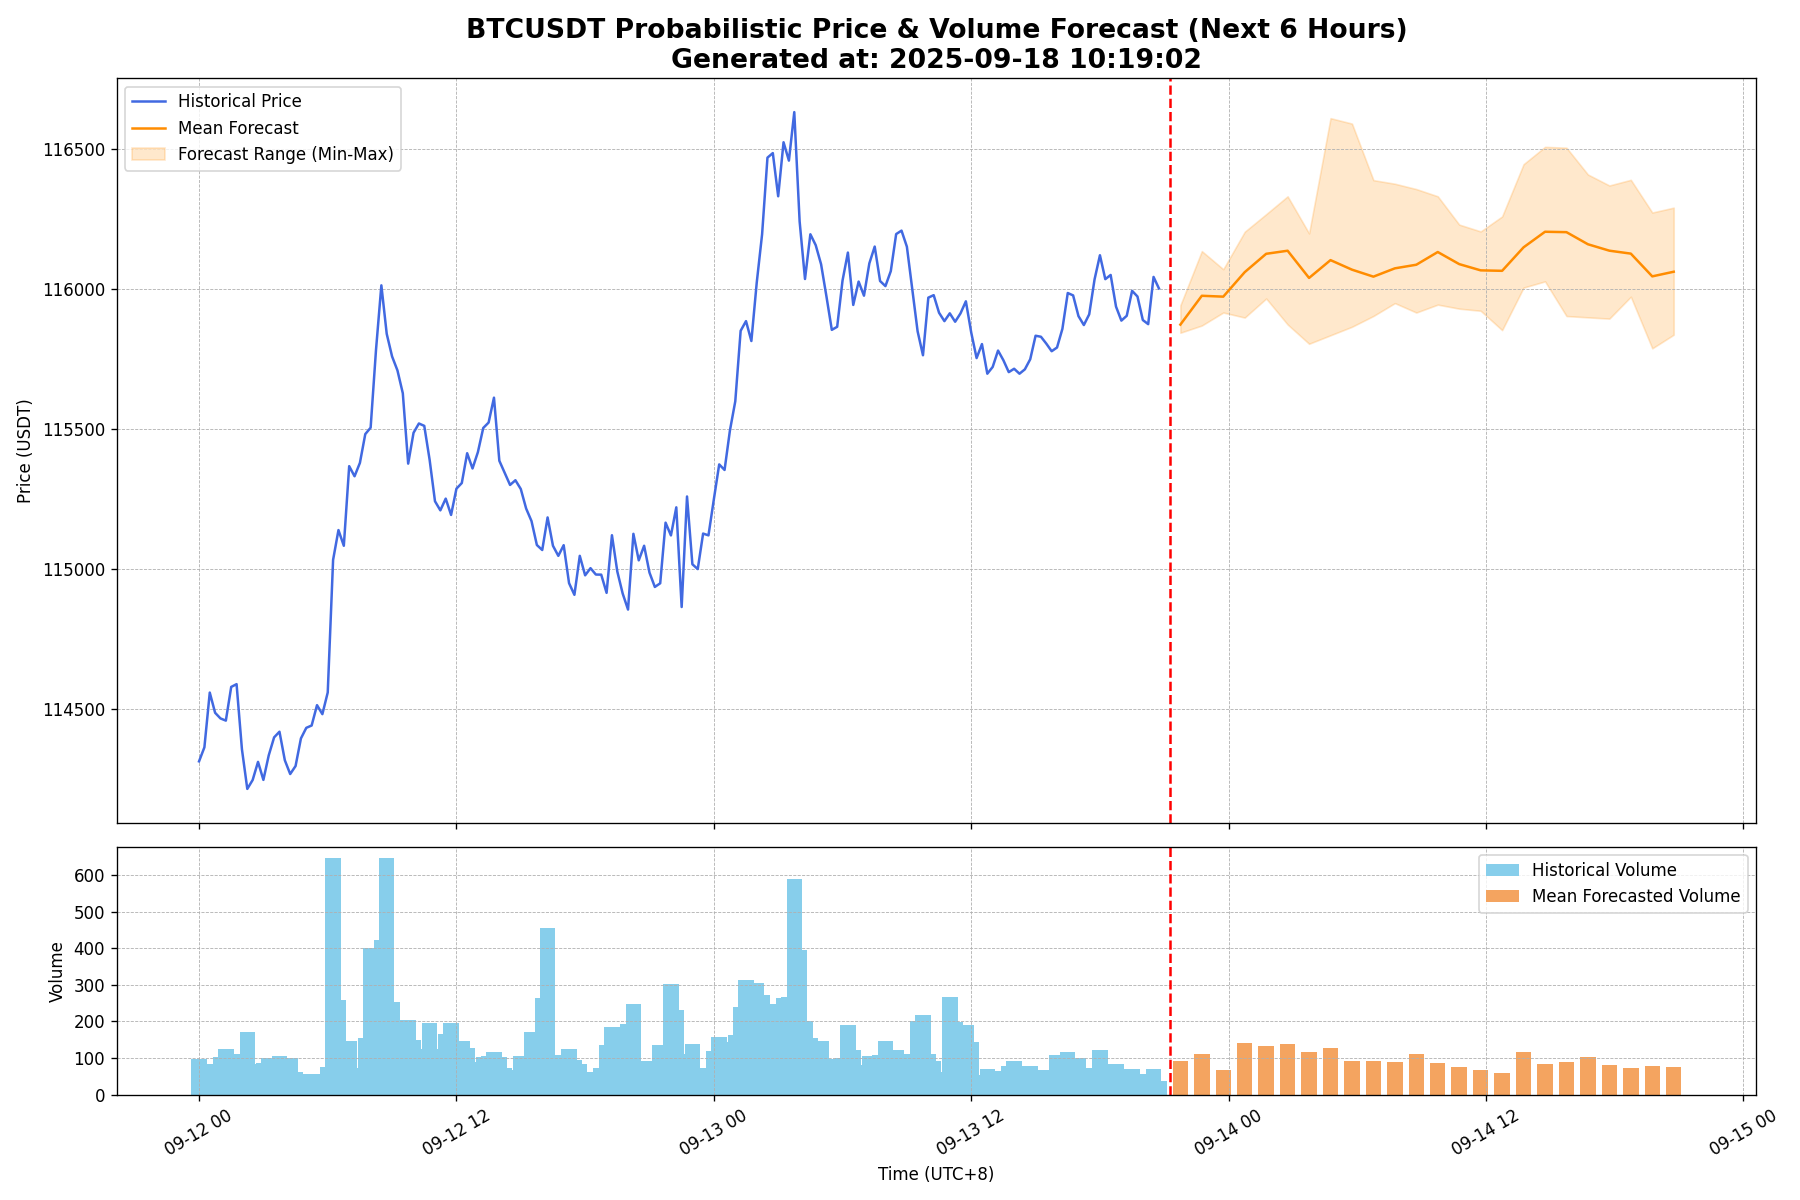 BTCUSDT Probabilistic Price & Volume Forecast (Next 6 Hours)
Generated at: 2025-09-18 10:19:02
Historical Price
Mean Forecast
Forecast Range (Min-Max)
116500
116000
115500
115000
114500
Price (USDT)
Historical Volume
Mean Forecasted Volume
600
500
400
300
200
100
0
Volume
09-12 00
09-12 12
09-13 00
09-13 12
09-14 00
09-14 12
09-15 00
Time (UTC+8)